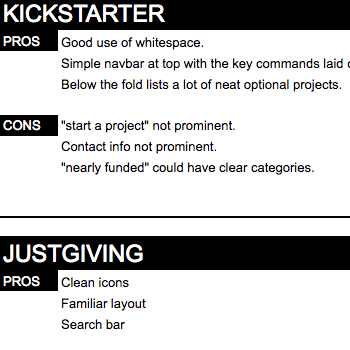 KICKSTARTER
PROS Good use of whitespace.
Simple navbar at top with the key commands laid
Below the fold lists a lot of neat optional projects.
CONS "start a project" not prominent.
Contact info not prominent.
"nearly funded" could have clear categories.
JUSTGIVING
PROS Clean icons
Familiar layout
Search bar